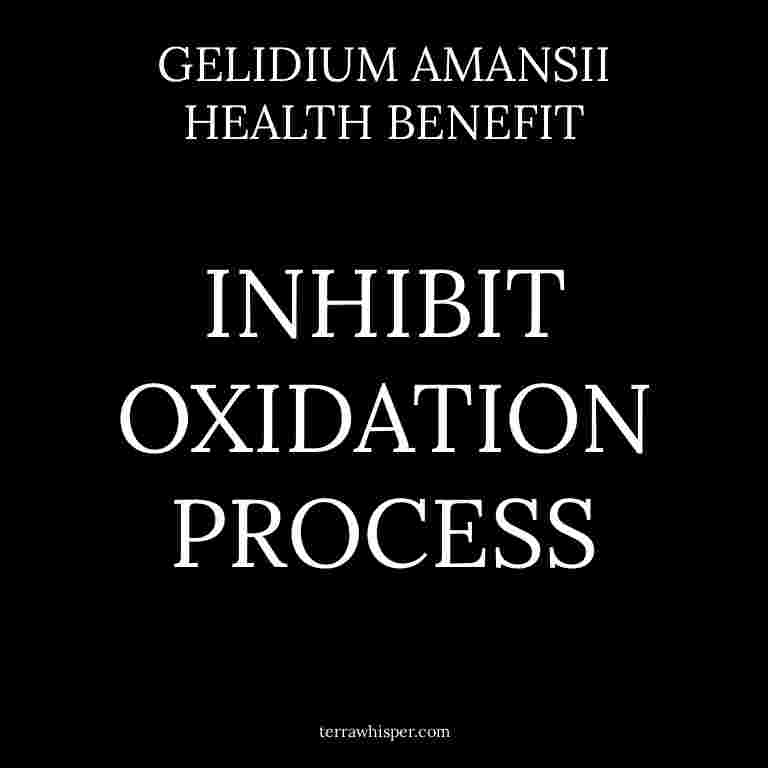 GELIDIUM AMANSII
HEALTH BENEFIT
INHIBIT
OXIDATION
PROCESS
terrawhisper.com